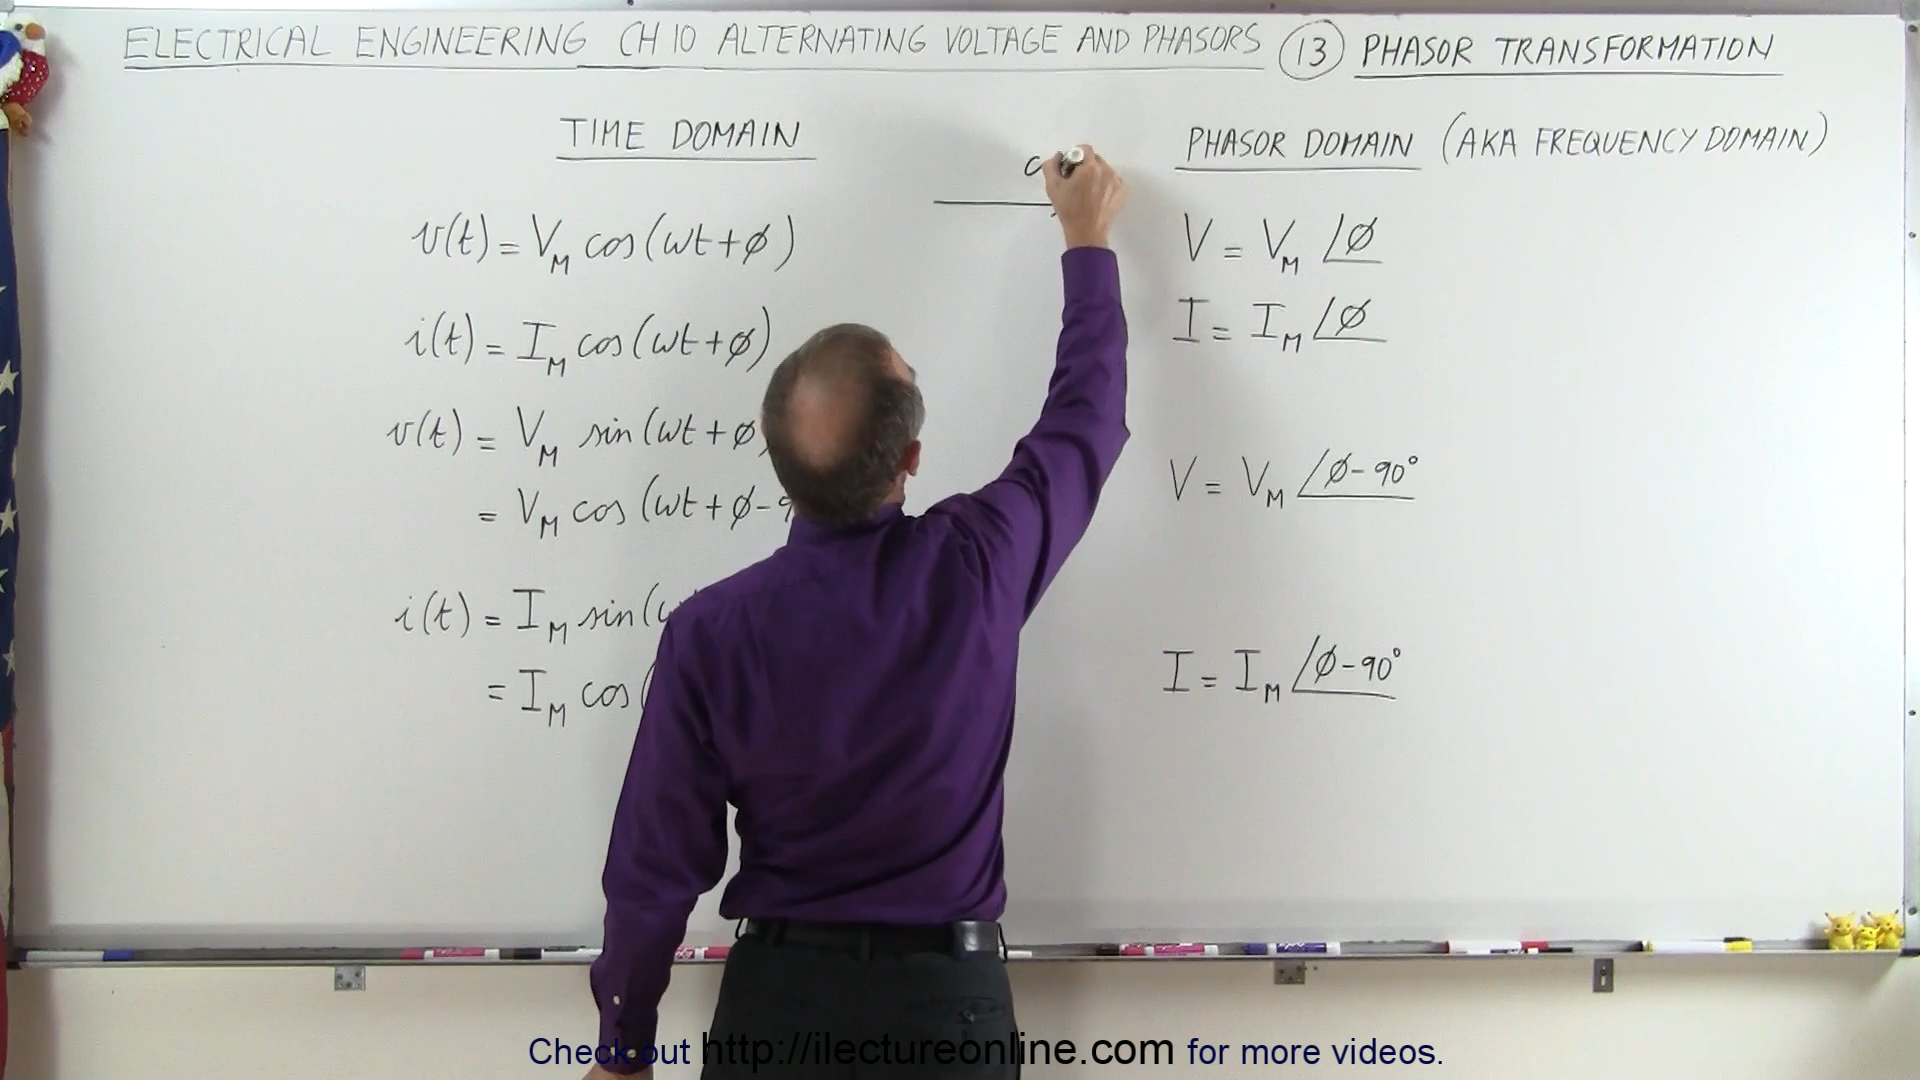 ELECTRICAL ENGINEERING CH 10 ALTERNATING VOLTAGE AND PHASORS (13) PHASOR TRANSFORMATION
TIME DOMAIN
v(t) = V_M cos(ωt + ø)
i(t) = I_M cos(ωt + ø)
v(t) = V_M sin(ωt + ø
= V_M cos(ωt + ø -
i(t) = I_M sin(
= I_M cos(
PHASOR DOMAIN (AKA FREQUENCY DOMAIN)
V = V_M ∠ø
I = I_M ∠ø
V = V_M ∠ø - 90°
I = I_M ∠ø - 90°
Check out http://ilectureonline.com for more videos.